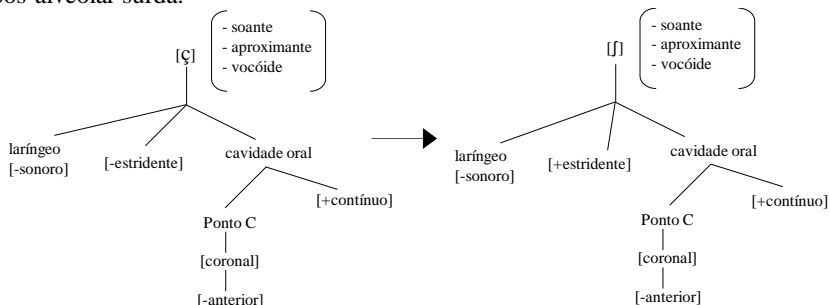 pós-alveolar surda.
[ç]
- soante
- aproximante
- vocóide
laríngeo
[-sonoro]
[-estridente]
cavidade oral
[+contínuo]
Ponto C
[coronal]
[-anterior]
[ʃ]
- soante
- aproximante
- vocóide
laríngeo
[-sonoro]
[+estridente]
cavidade oral
[+contínuo]
Ponto C
[coronal]
[-anterior]